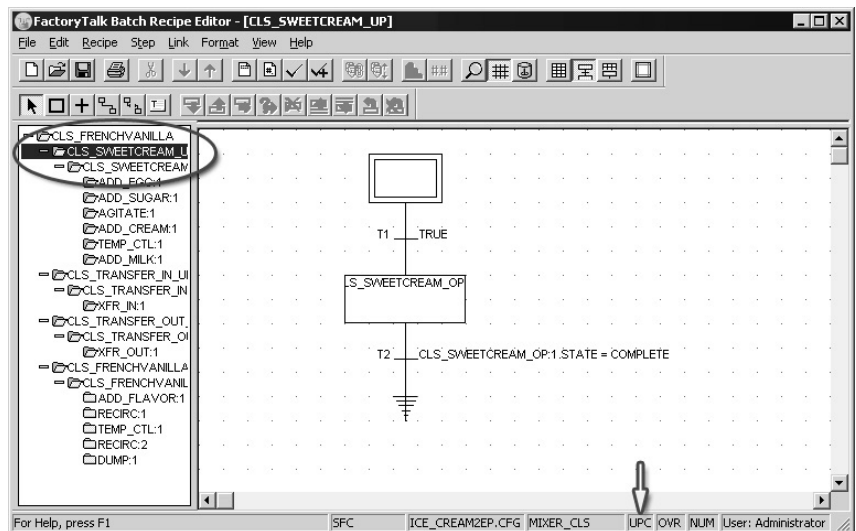 FactoryTalk Batch Recipe Editor - [CLS_SWEETCREAM_UP]
File Edit Recipe Step Link Format View Help
CLS_FRENCHVANILLA
CLS_SWEETCREAM_U
CLS_SWEETCREAM
ADD_EGG:1
ADD_SUGAR:1
AGITATE:1
ADD_CREAM:1
TEMP_CTL:1
ADD_MILK:1
CLS_TRANSFER_IN_UI
CLS_TRANSFER_IN
XFR_IN:1
CLS_TRANSFER_OUT_
CLS_TRANSFER_OI
XFR_OUT:1
CLS_FRENCHVANILLA
CLS_FRENCHVANIL
ADD_FLAVOR:1
RECIRC:1
TEMP_CTL:1
RECIRC:2
DUMP:1
T1 TRUE
LS_SWEETCREAM_OP
T2 CLS_SWEETCREAM_OP:1.STATE = COMPLETE
For Help, press F1 SFC ICE_CREAM2EP.CFG MIXER_CLS UPC OVR NUM User: Administrator